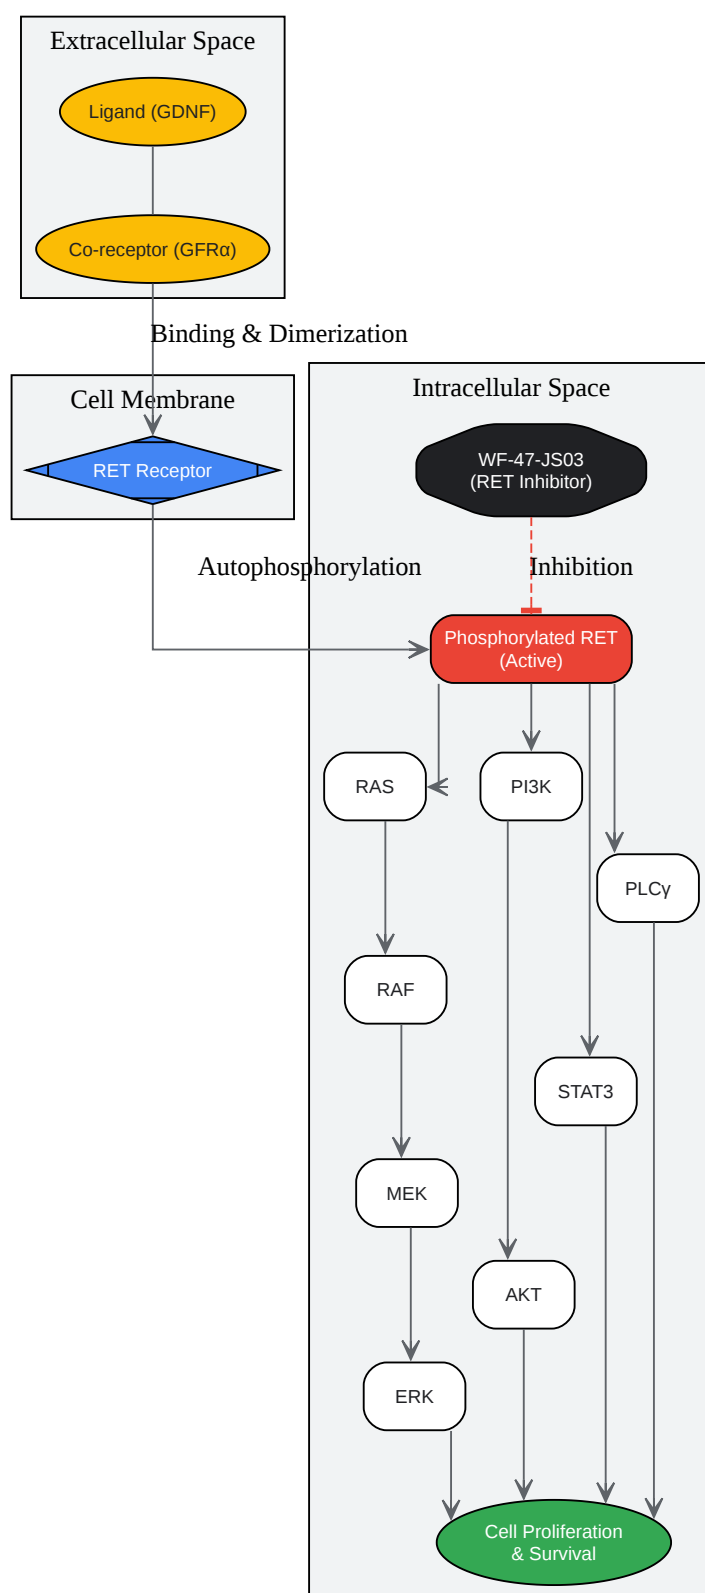 Extracellular Space
Ligand (GDNF)
Co-receptor (GFRα)
Binding & Dimerization
Cell Membrane
RET Receptor
Intracellular Space
WF-47-JS03
(RET Inhibitor)
Autophosphorylation
Inhibition
Phosphorylated RET
(Active)
RAS
PI3K
PLCγ
RAF
STAT3
MEK
AKT
ERK
Cell Proliferation
& Survival